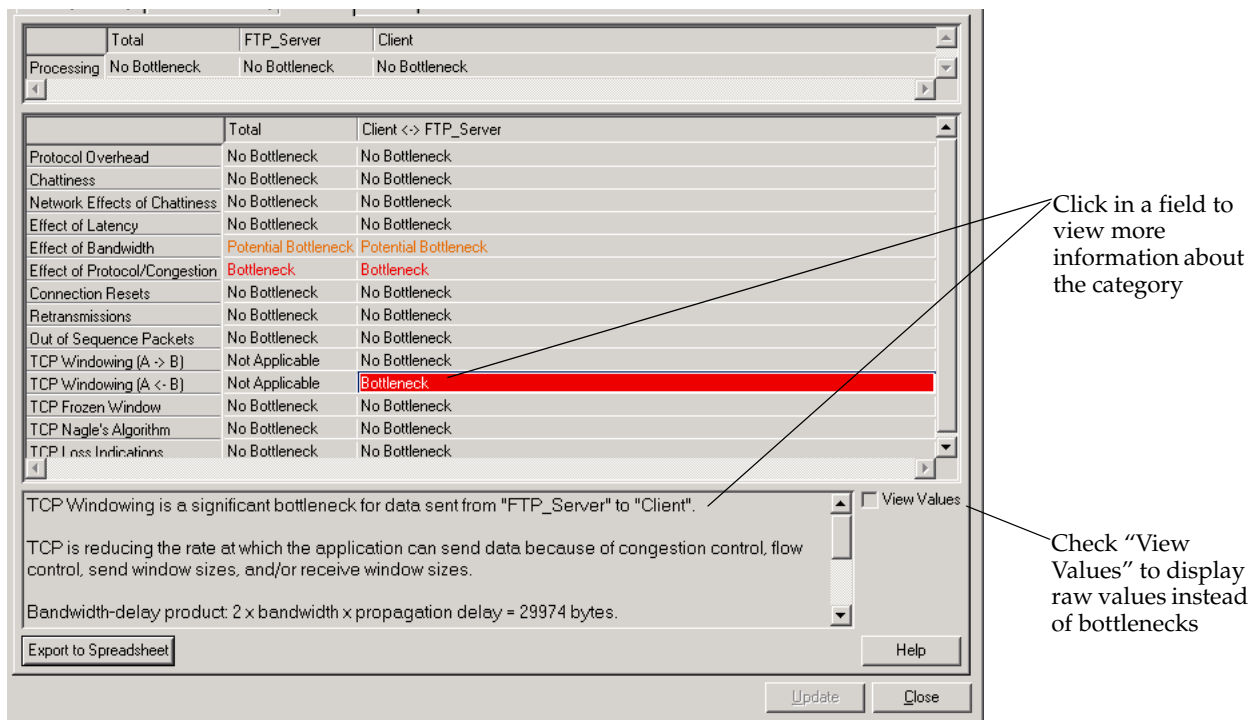 Total FTP_Server Client
Processing No Bottleneck No Bottleneck No Bottleneck
Total Client <-> FTP_Server
Protocol Overhead No Bottleneck No Bottleneck
Chattiness No Bottleneck No Bottleneck
Network Effects of Chattiness No Bottleneck No Bottleneck
Effect of Latency No Bottleneck No Bottleneck
Effect of Bandwidth Potential Bottleneck Potential Bottleneck
Effect of Protocol/Congestion Bottleneck Bottleneck
Connection Resets No Bottleneck No Bottleneck
Retransmissions No Bottleneck No Bottleneck
Out of Sequence Packets No Bottleneck No Bottleneck
TCP Windowing (A -> B) Not Applicable No Bottleneck
TCP Windowing (A <- B) Not Applicable Bottleneck
TCP Frozen Window No Bottleneck No Bottleneck
TCP Nagle's Algorithm No Bottleneck No Bottleneck
TCP Loss Indications No Bottleneck No Bottleneck
TCP Windowing is a significant bottleneck for data sent from "FTP_Server" to "Client".
TCP is reducing the rate at which the application can send data because of congestion control, flow
control, send window sizes, and/or receive window sizes.
Bandwidth-delay product: 2 x bandwidth x propagation delay = 29974 bytes.
View Values
Export to Spreadsheet
Help
Update
Close
Click in a field to
view more
information about
the category
Check “View
Values” to display
raw values instead
of bottlenecks